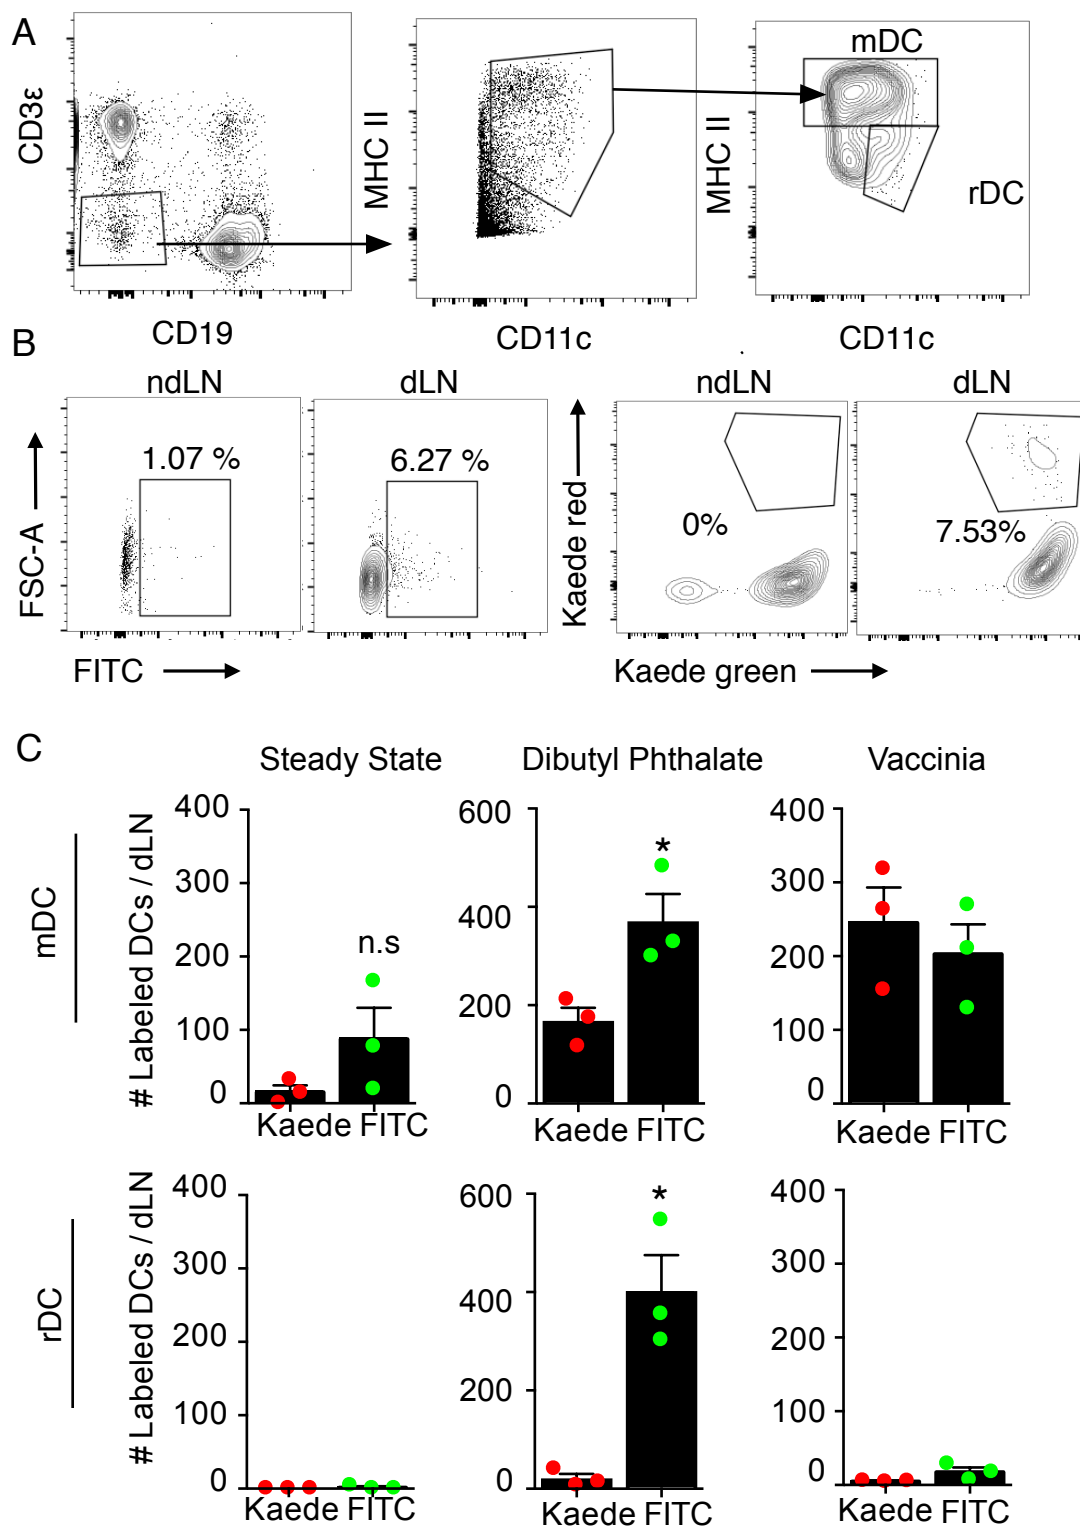 A
CD3ε
CD19
MHC II
CD11c
MHC II
mDC
rDC
CD11c
B
ndLN
dLN
ndLN
dLN
FSC-A
1.07 %
6.27 %
FITC
Kaede red
0%
7.53%
Kaede green
C
Steady State
Dibutyl Phthalate
Vaccinia
mDC
# Labeled DCs / dLN
400
300
200
100
0
n.s
Kaede FITC
600
400
200
0
*
Kaede FITC
400
300
200
100
0
Kaede FITC
rDC
# Labeled DCs / dLN
400
300
200
100
0
Kaede FITC
600
400
200
0
*
Kaede FITC
400
300
200
100
0
Kaede FITC